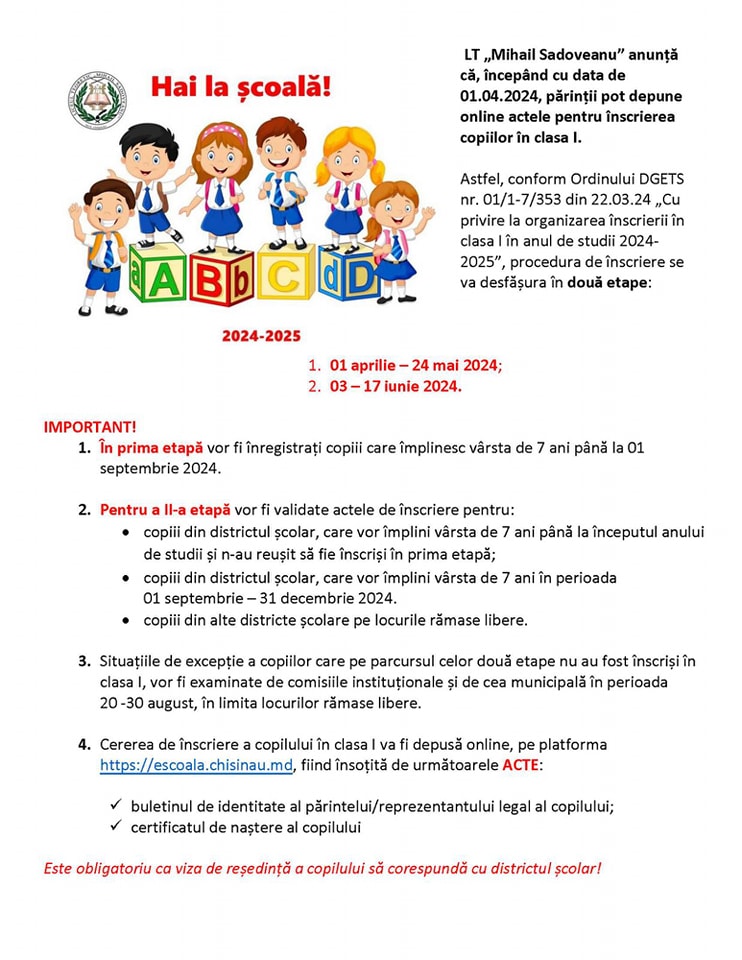 Hai la școală!
aA Bb C dD
2024-2025
LT „Mihail Sadoveanu” anunță
că, începând cu data de
01.04.2024, părinții pot depune
online actele pentru înscrierea
copiilor în clasa I.
Astfel, conform Ordinului DGETS
nr. 01/1-7/353 din 22.03.24 „Cu
privire la organizarea înscrierii în
clasa I în anul de studii 2024-
2025”, procedura de înscriere se
va desfășura în două etape:
1. 01 aprilie – 24 mai 2024;
2. 03 – 17 iunie 2024.
IMPORTANT!
1. În prima etapă vor fi înregistrați copiii care împlinesc vârsta de 7 ani până la 01
septembrie 2024.
2. Pentru a II-a etapă vor fi validate actele de înscriere pentru:
• copiii din districtul școlar, care vor împlini vârsta de 7 ani până la începutul anului
de studii și n-au reușit să fie înscriși în prima etapă;
• copiii din districtul școlar, care vor împlini vârsta de 7 ani în perioada
01 septembrie – 31 decembrie 2024.
• copiii din alte districte școlare pe locurile rămase libere.
3. Situațiile de excepție a copiilor care pe parcursul celor două etape nu au fost înscriși în
clasa I, vor fi examinate de comisiile instituționale și de cea municipală în perioada
20 -30 august, în limita locurilor rămase libere.
4. Cererea de înscriere a copilului în clasa I va fi depusă online, pe platforma
https://escoala.chisinau.md, fiind însoțită de următoarele ACTE:
✓ buletinul de identitate al părintelui/reprezentantului legal al copilului;
✓ certificatul de naștere al copilului
Este obligatoriu ca viza de reședință a copilului să corespundă cu districtul școlar!